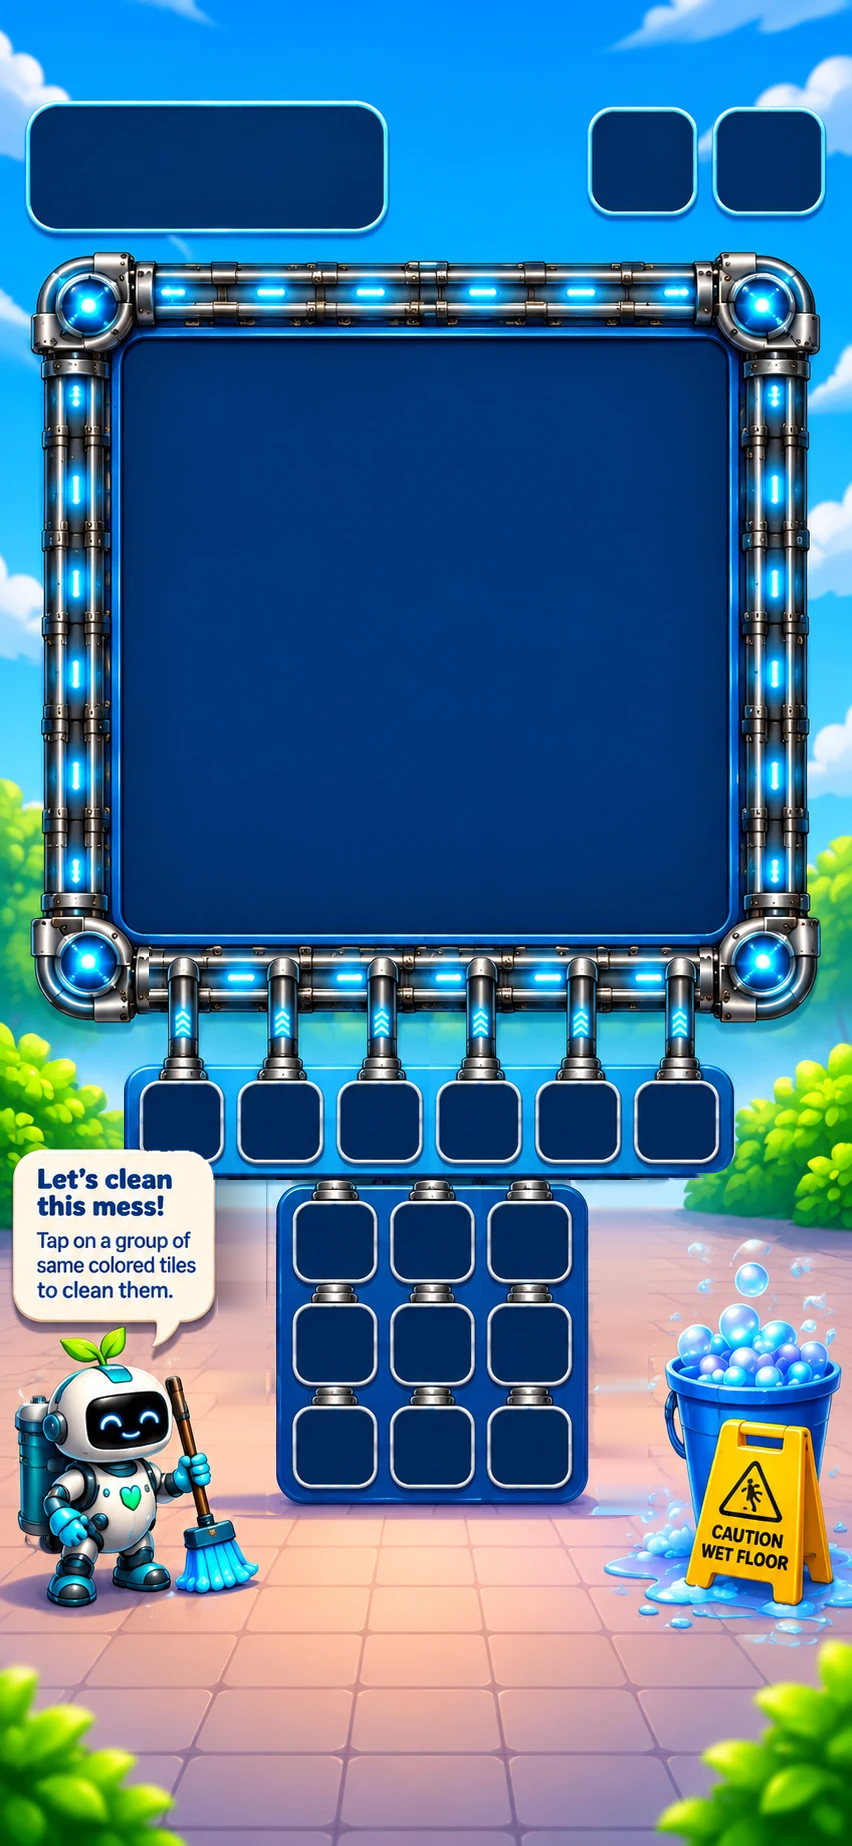 Let's clean
this mess!
Tap on a group of
same colored tiles
to clean them.
CAUTION
WET FLOOR